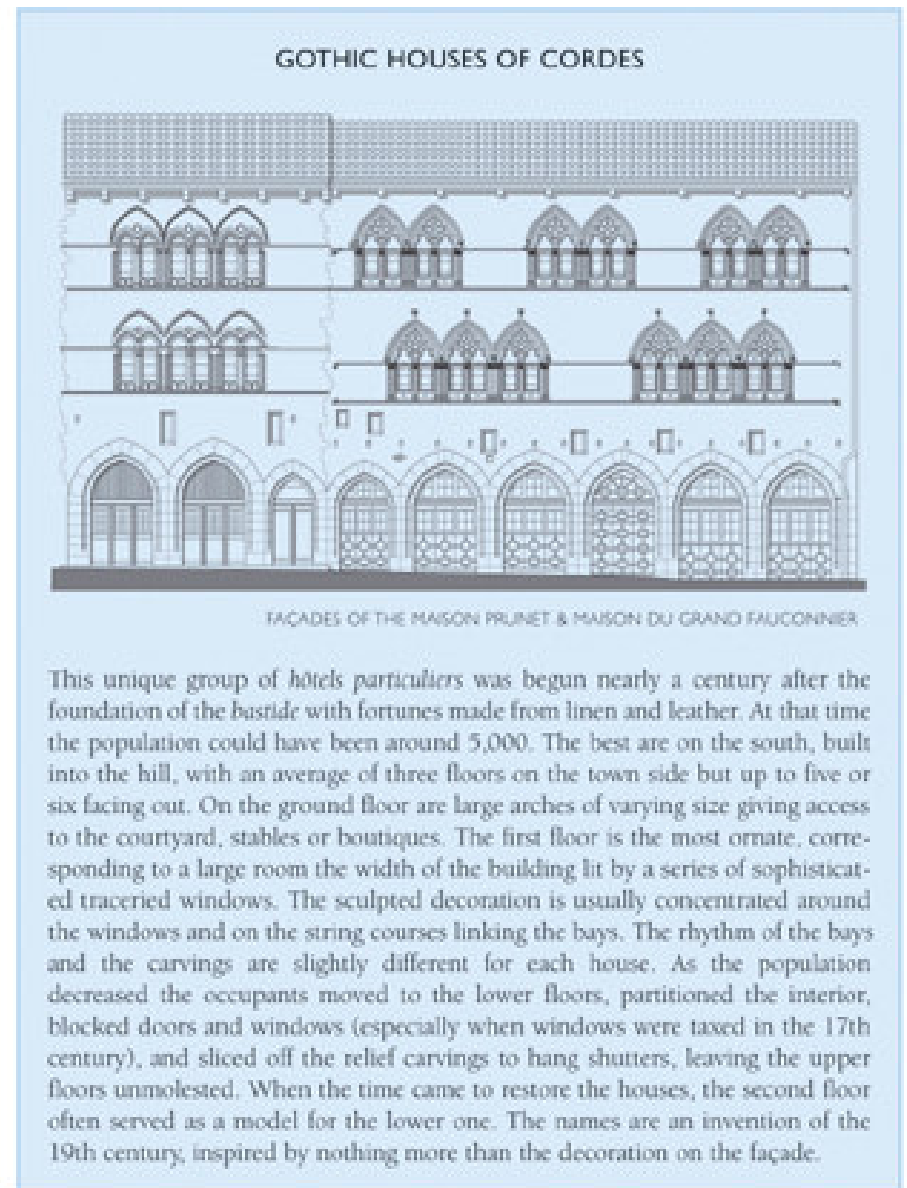 GOTHIC HOUSES OF CORDES
FAÇADES OF THE MAISON PRUNET & MAISON DU GRAND FAUCONNIER
This unique group of hôtels particuliers was begun nearly a century after the
foundation of the bastide with fortunes made from linen and leather. At that time
the population could have been around 5,000. The best are on the south, built
into the hill, with an average of three floors on the town side but up to five or
six facing out. On the ground floor are large arches of varying size giving access
to the courtyard, stables or boutiques. The first floor is the most ornate, corre-
sponding to a large room the width of the building lit by a series of sophisticat-
ed traceried windows. The sculpted decoration is usually concentrated around
the windows and on the string courses linking the bays. The rhythm of the bays
and the carvings are slightly different for each house. As the population
decreased the occupants moved to the lower floors, partitioned the interior,
blocked doors and windows (especially when windows were taxed in the 17th
century), and sliced off the relief carvings to hang shutters, leaving the upper
floors unmolested. When the time came to restore the houses, the second floor
often served as a model for the lower one. The names are an invention of the
19th century, inspired by nothing more than the decoration on the façade.